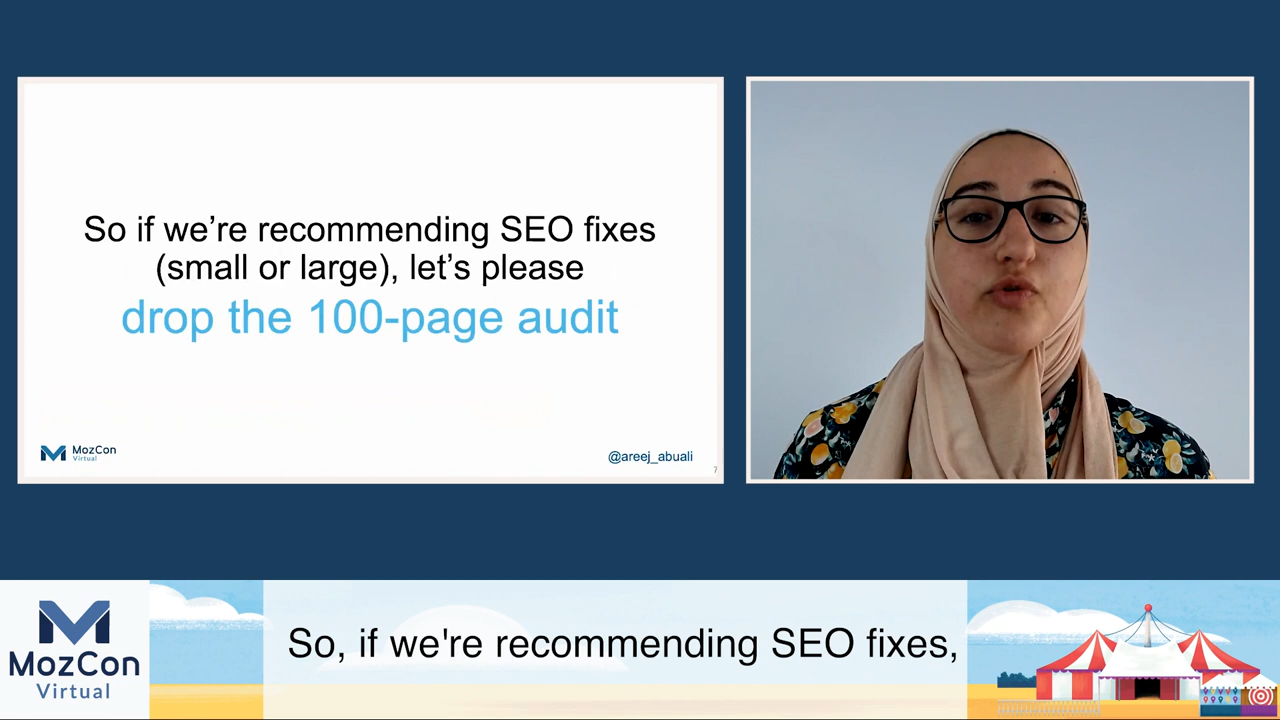 So if we’re recommending SEO fixes
(small or large), let’s please
drop the 100-page audit
MozCon
Virtual
@areej_abuali
7
MozCon
Virtual
So, if we're recommending SEO fixes,